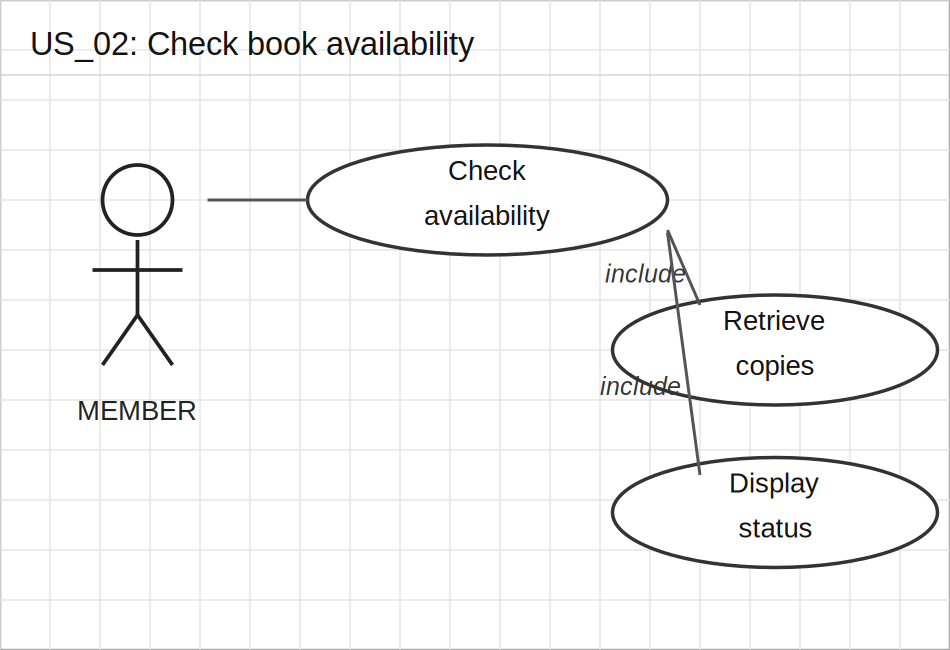 US_02: Check book availability
Check
availability
include
Retrieve
copies
include
MEMBER
Display
status